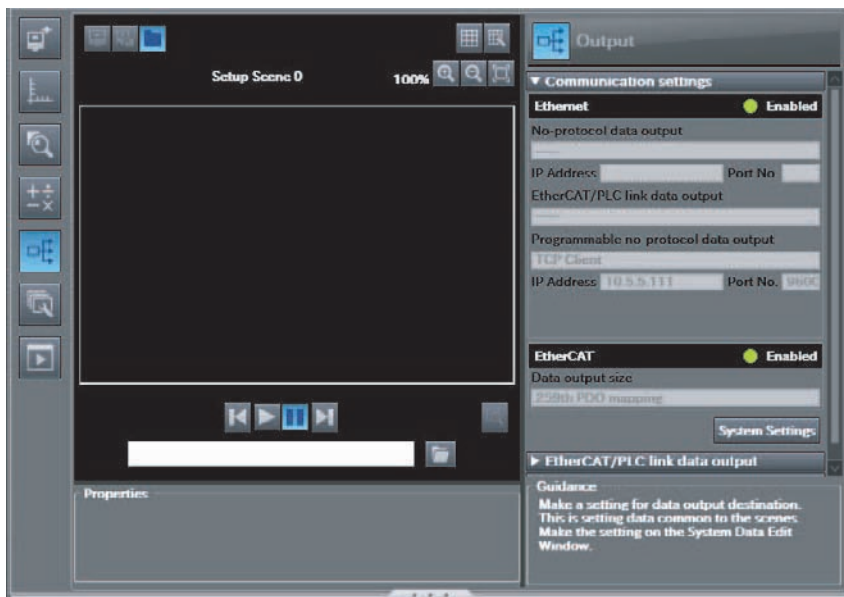 Output
Setup Scene 0
100%
▼ Communication settings
Ethernet
Enabled
No-protocol data output
------
IP Address
Port No
EtherCAT/PLC link data output
------
Programmable no protocol data output
TCP Client
IP Address 10.5.5.111
Port No. 9600
EtherCAT
Enabled
Data output size
PDO mapping
System Settings
▶ EtherCAT/PLC link data output
Properties
Guidance
Make a setting for data output destination.
This is setting data common to the scenes
Make the setting on the System Data Edit
Window.